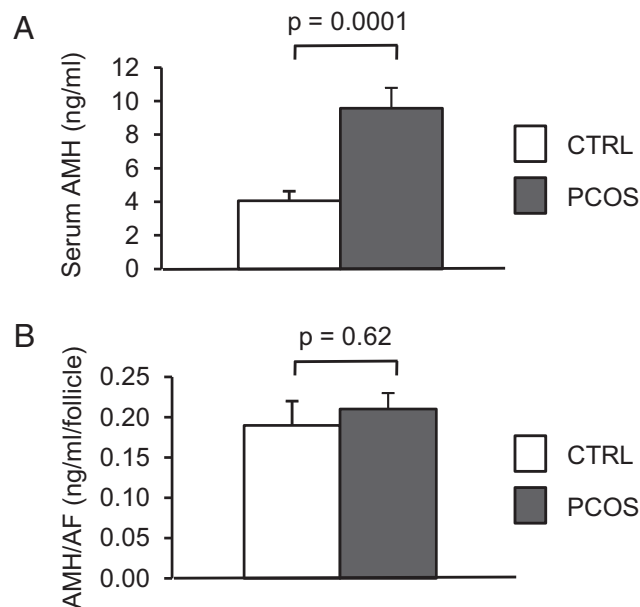 A
p = 0.0001
Serum AMH (ng/ml)
12
10
8
6
4
2
0
CTRL
PCOS
B
p = 0.62
AMH/AF (ng/ml/follicle)
0.25
0.20
0.15
0.10
0.05
0.00
CTRL
PCOS